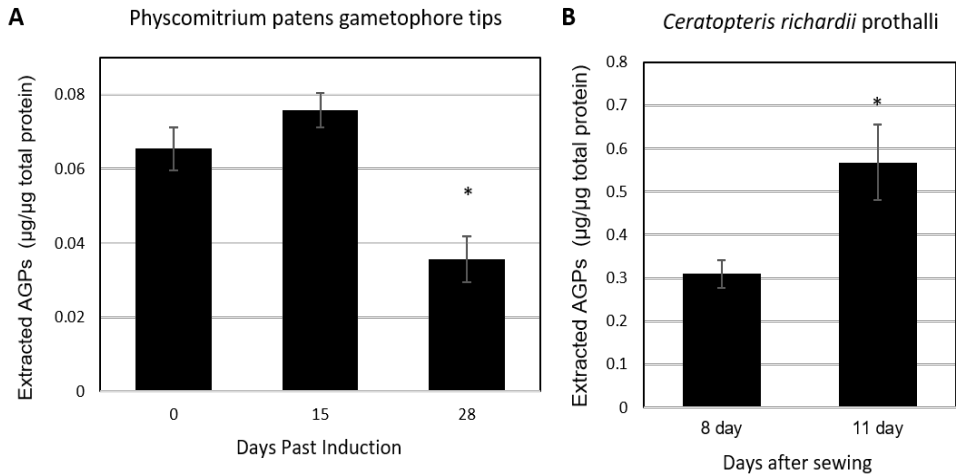 A
Physcomitrium patens gametophore tips
Extracted AGPs (µg/µg total protein)
0.08
0.06
0.04
0.02
0
*
0
15
28
Days Past Induction
B
Ceratopteris richardii prothalli
Extracted AGPs (µg/µg total protein)
0.8
0.7
0.6
0.5
0.4
0.3
0.2
0.1
0
*
8 day
11 day
Days after sewing